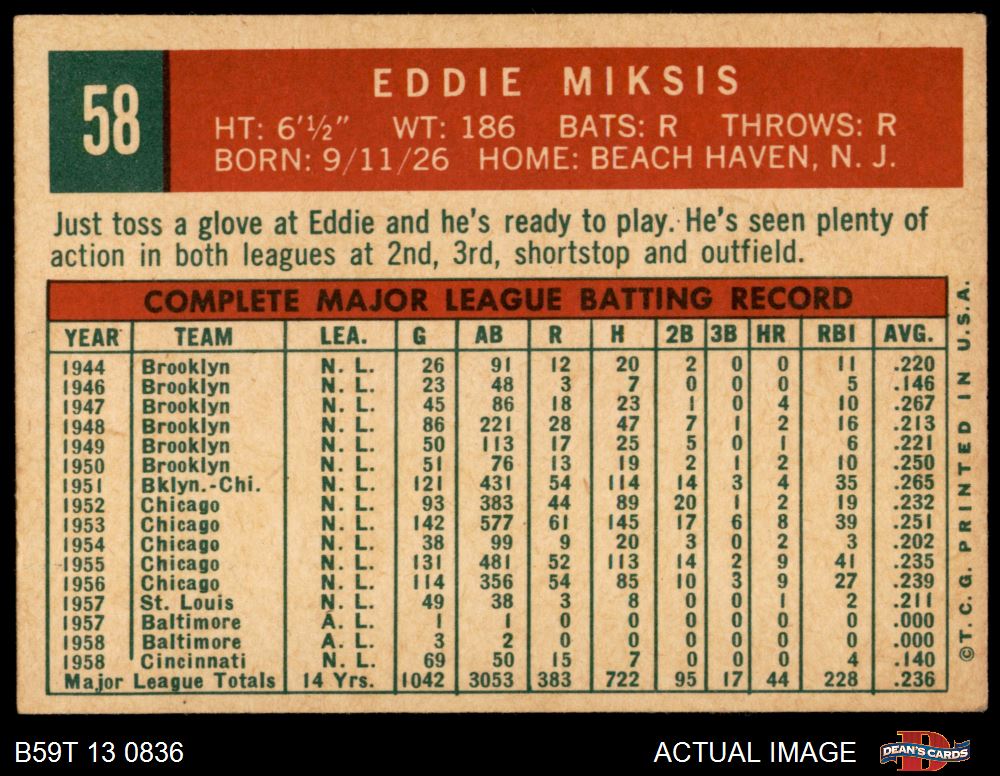 58
EDDIE MIKSIS
HT: 6'½" WT: 186 BATS: R THROWS: R
BORN: 9/11/26 HOME: BEACH HAVEN, N. J.
Just toss a glove at Eddie and he's ready to play. He's seen plenty of
action in both leagues at 2nd, 3rd, shortstop and outfield.
COMPLETE MAJOR LEAGUE BATTING RECORD
YEAR TEAM LEA. G AB R H 2B 3B HR RBI AVG.
1944 Brooklyn N. L. 26 91 12 20 2 0 0 11 .220
1946 Brooklyn N. L. 23 48 3 7 0 0 0 5 .146
1947 Brooklyn N. L. 45 86 18 23 1 0 4 10 .267
1948 Brooklyn N. L. 86 221 28 47 7 1 2 16 .213
1949 Brooklyn N. L. 50 113 17 25 5 0 1 6 .221
1950 Brooklyn N. L. 51 76 13 19 2 1 2 10 .250
1951 Bklyn.-Chi. N. L. 121 431 54 114 14 3 4 35 .265
1952 Chicago N. L. 93 383 44 89 20 1 2 19 .232
1953 Chicago N. L. 142 577 61 145 17 6 8 39 .251
1954 Chicago N. L. 38 99 9 20 3 0 2 3 .202
1955 Chicago N. L. 131 481 52 113 14 2 9 41 .235
1956 Chicago N. L. 114 356 54 85 10 3 9 27 .239
1957 St. Louis N. L. 49 38 3 8 0 0 1 2 .211
1957 Baltimore A. L. 1 1 0 0 0 0 0 0 .000
1958 Baltimore A. L. 3 2 0 0 0 0 0 0 .000
1958 Cincinnati N. L. 69 50 15 7 0 0 0 4 .140
Major League Totals 14 Yrs. 1042 3053 383 722 95 17 44 228 .236
©T. C. G. PRINTED IN U.S.A.
B59T 13 0836 ACTUAL IMAGE
D
DEAN'S CARDS